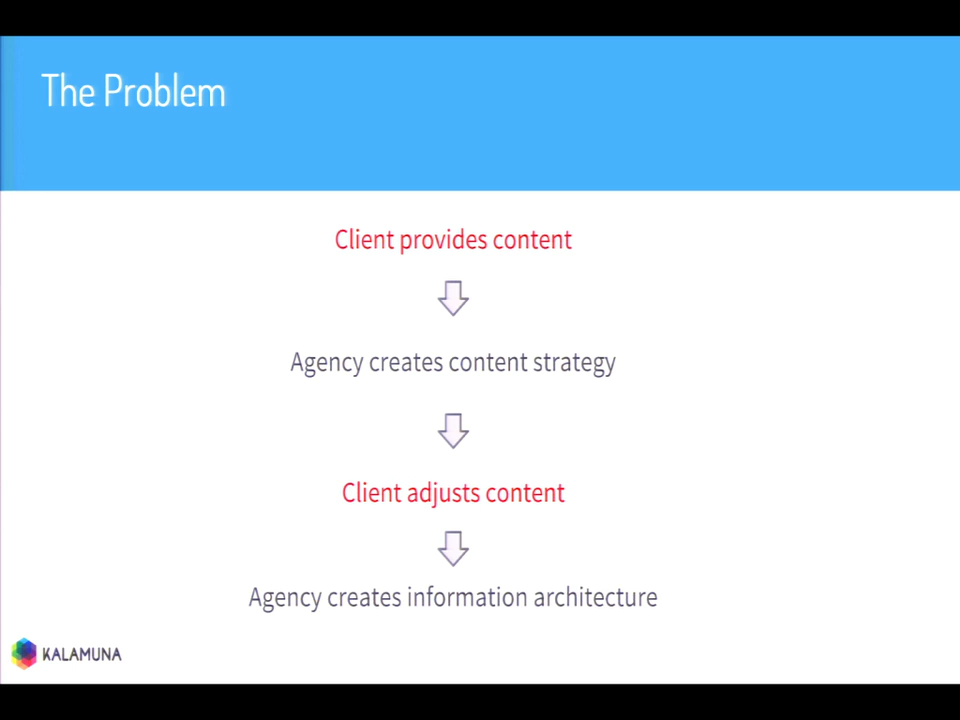 The Problem
Client provides content
Agency creates content strategy
Client adjusts content
Agency creates information architecture
KALAMUNA